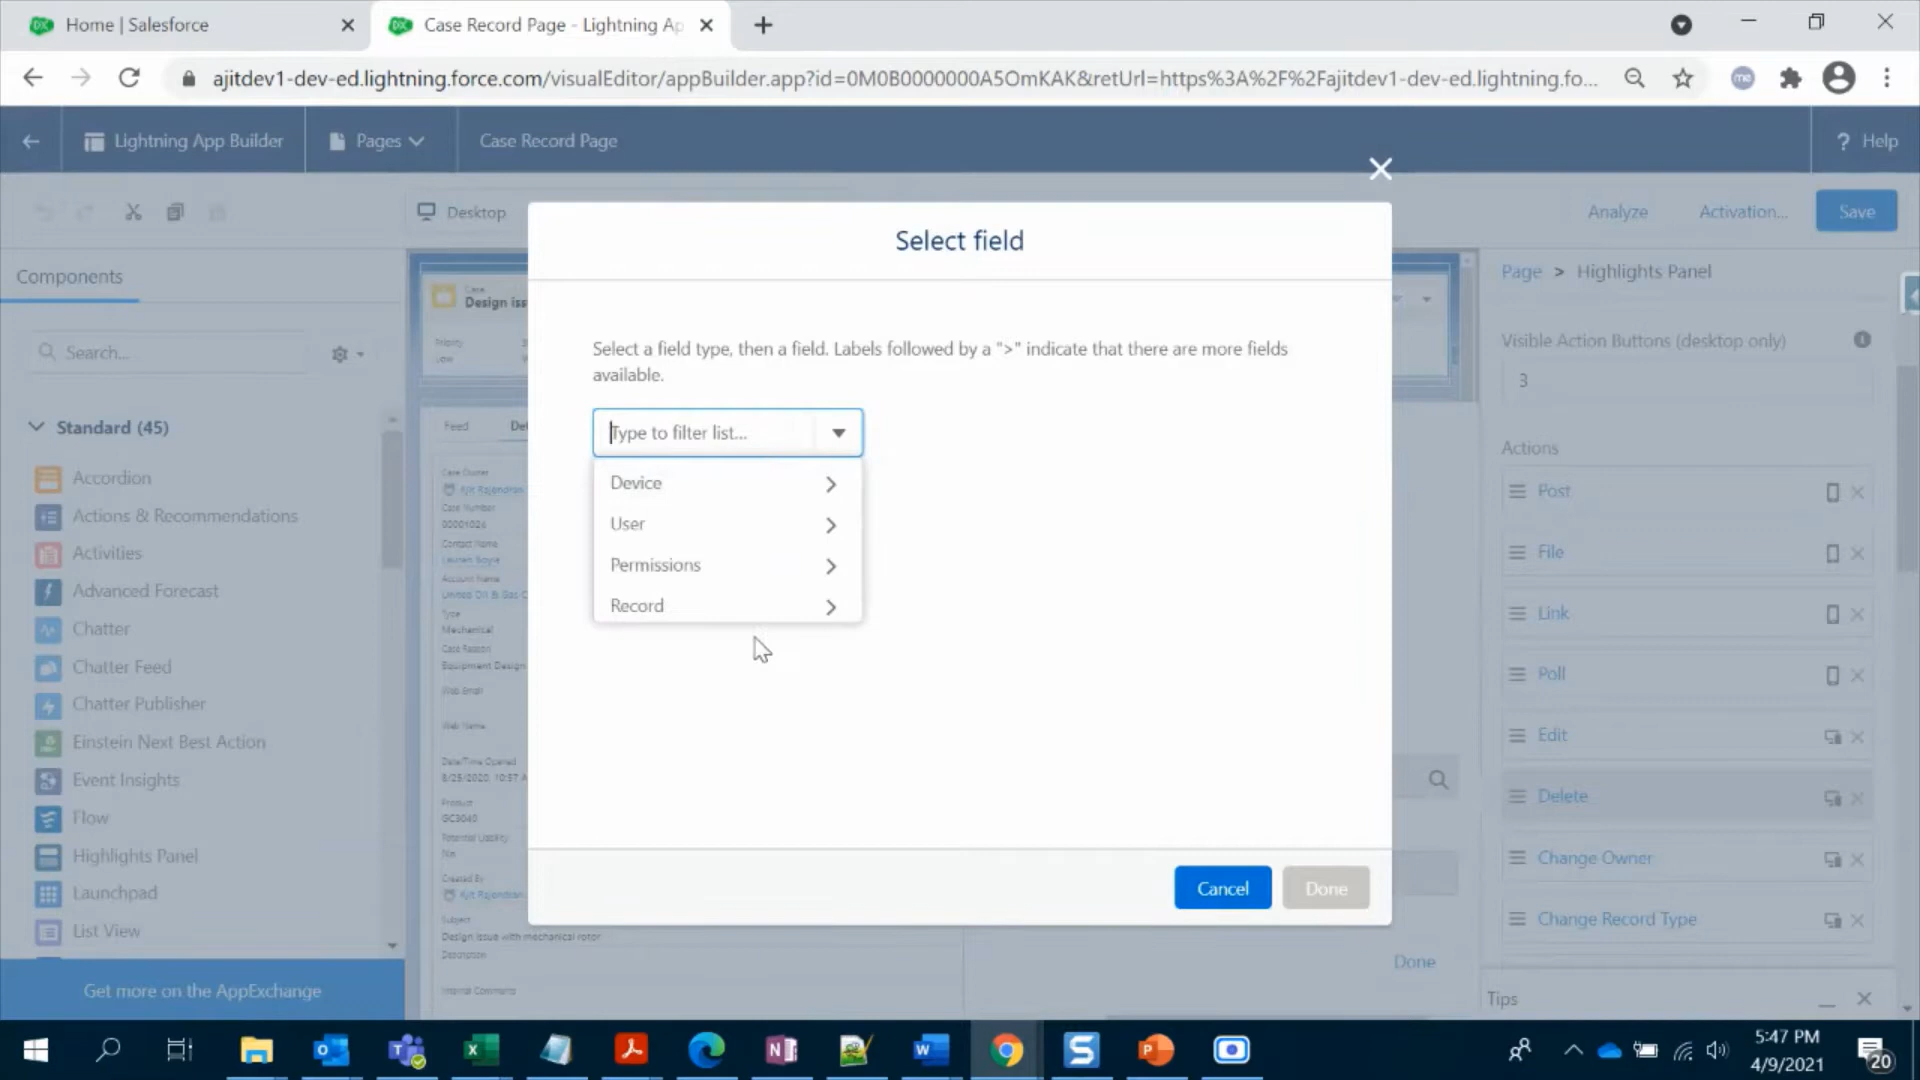 Home | Salesforce
Case Record Page - Lightning Ap
ajitdev1-dev-ed.lightning.force.com/visualEditor/appBuilder.app?id=0M0B0000000A5OmKAK&retUrl=https%3A%2F%2Fajitdev1-dev-ed.lightning.fo...
me
Lightning App Builder
Pages
Case Record Page
? Help
Desktop
Analyze
Activation...
Save
Components
Search...
Standard (45)
Accordion
Actions & Recommendations
Activities
Advanced Forecast
Chatter
Chatter Feed
Chatter Publisher
Einstein Next Best Action
Event Insights
Flow
Highlights Panel
Launchpad
List View
Get more on the AppExchange
Case
Design iss
Priority
Low
Feed
Det
Case Owner
Ajit Rajendran
Case Number
00001026
Contact Name
Lauren Boyle
Account Name
United Oil & Gas C
Type
Mechanical
Case Reason
Equipment Design
Web Email
Web Name
Date/Time Opened
8/25/2020, 10:57 A
Product
GC3040
Potential Liability
No
Created By
Ajit Rajendran
Subject
Design issue with mechanical rotor
Description
Internal Comments
Done
Select field
Select a field type, then a field. Labels followed by a ">" indicate that there are more fields
available.
Type to filter list...
Device
User
Permissions
Record
Cancel
Done
Page > Highlights Panel
Visible Action Buttons (desktop only)
3
Actions
Post
File
Link
Poll
Edit
Delete
Change Owner
Change Record Type
Tips
5:47 PM
4/9/2021
20